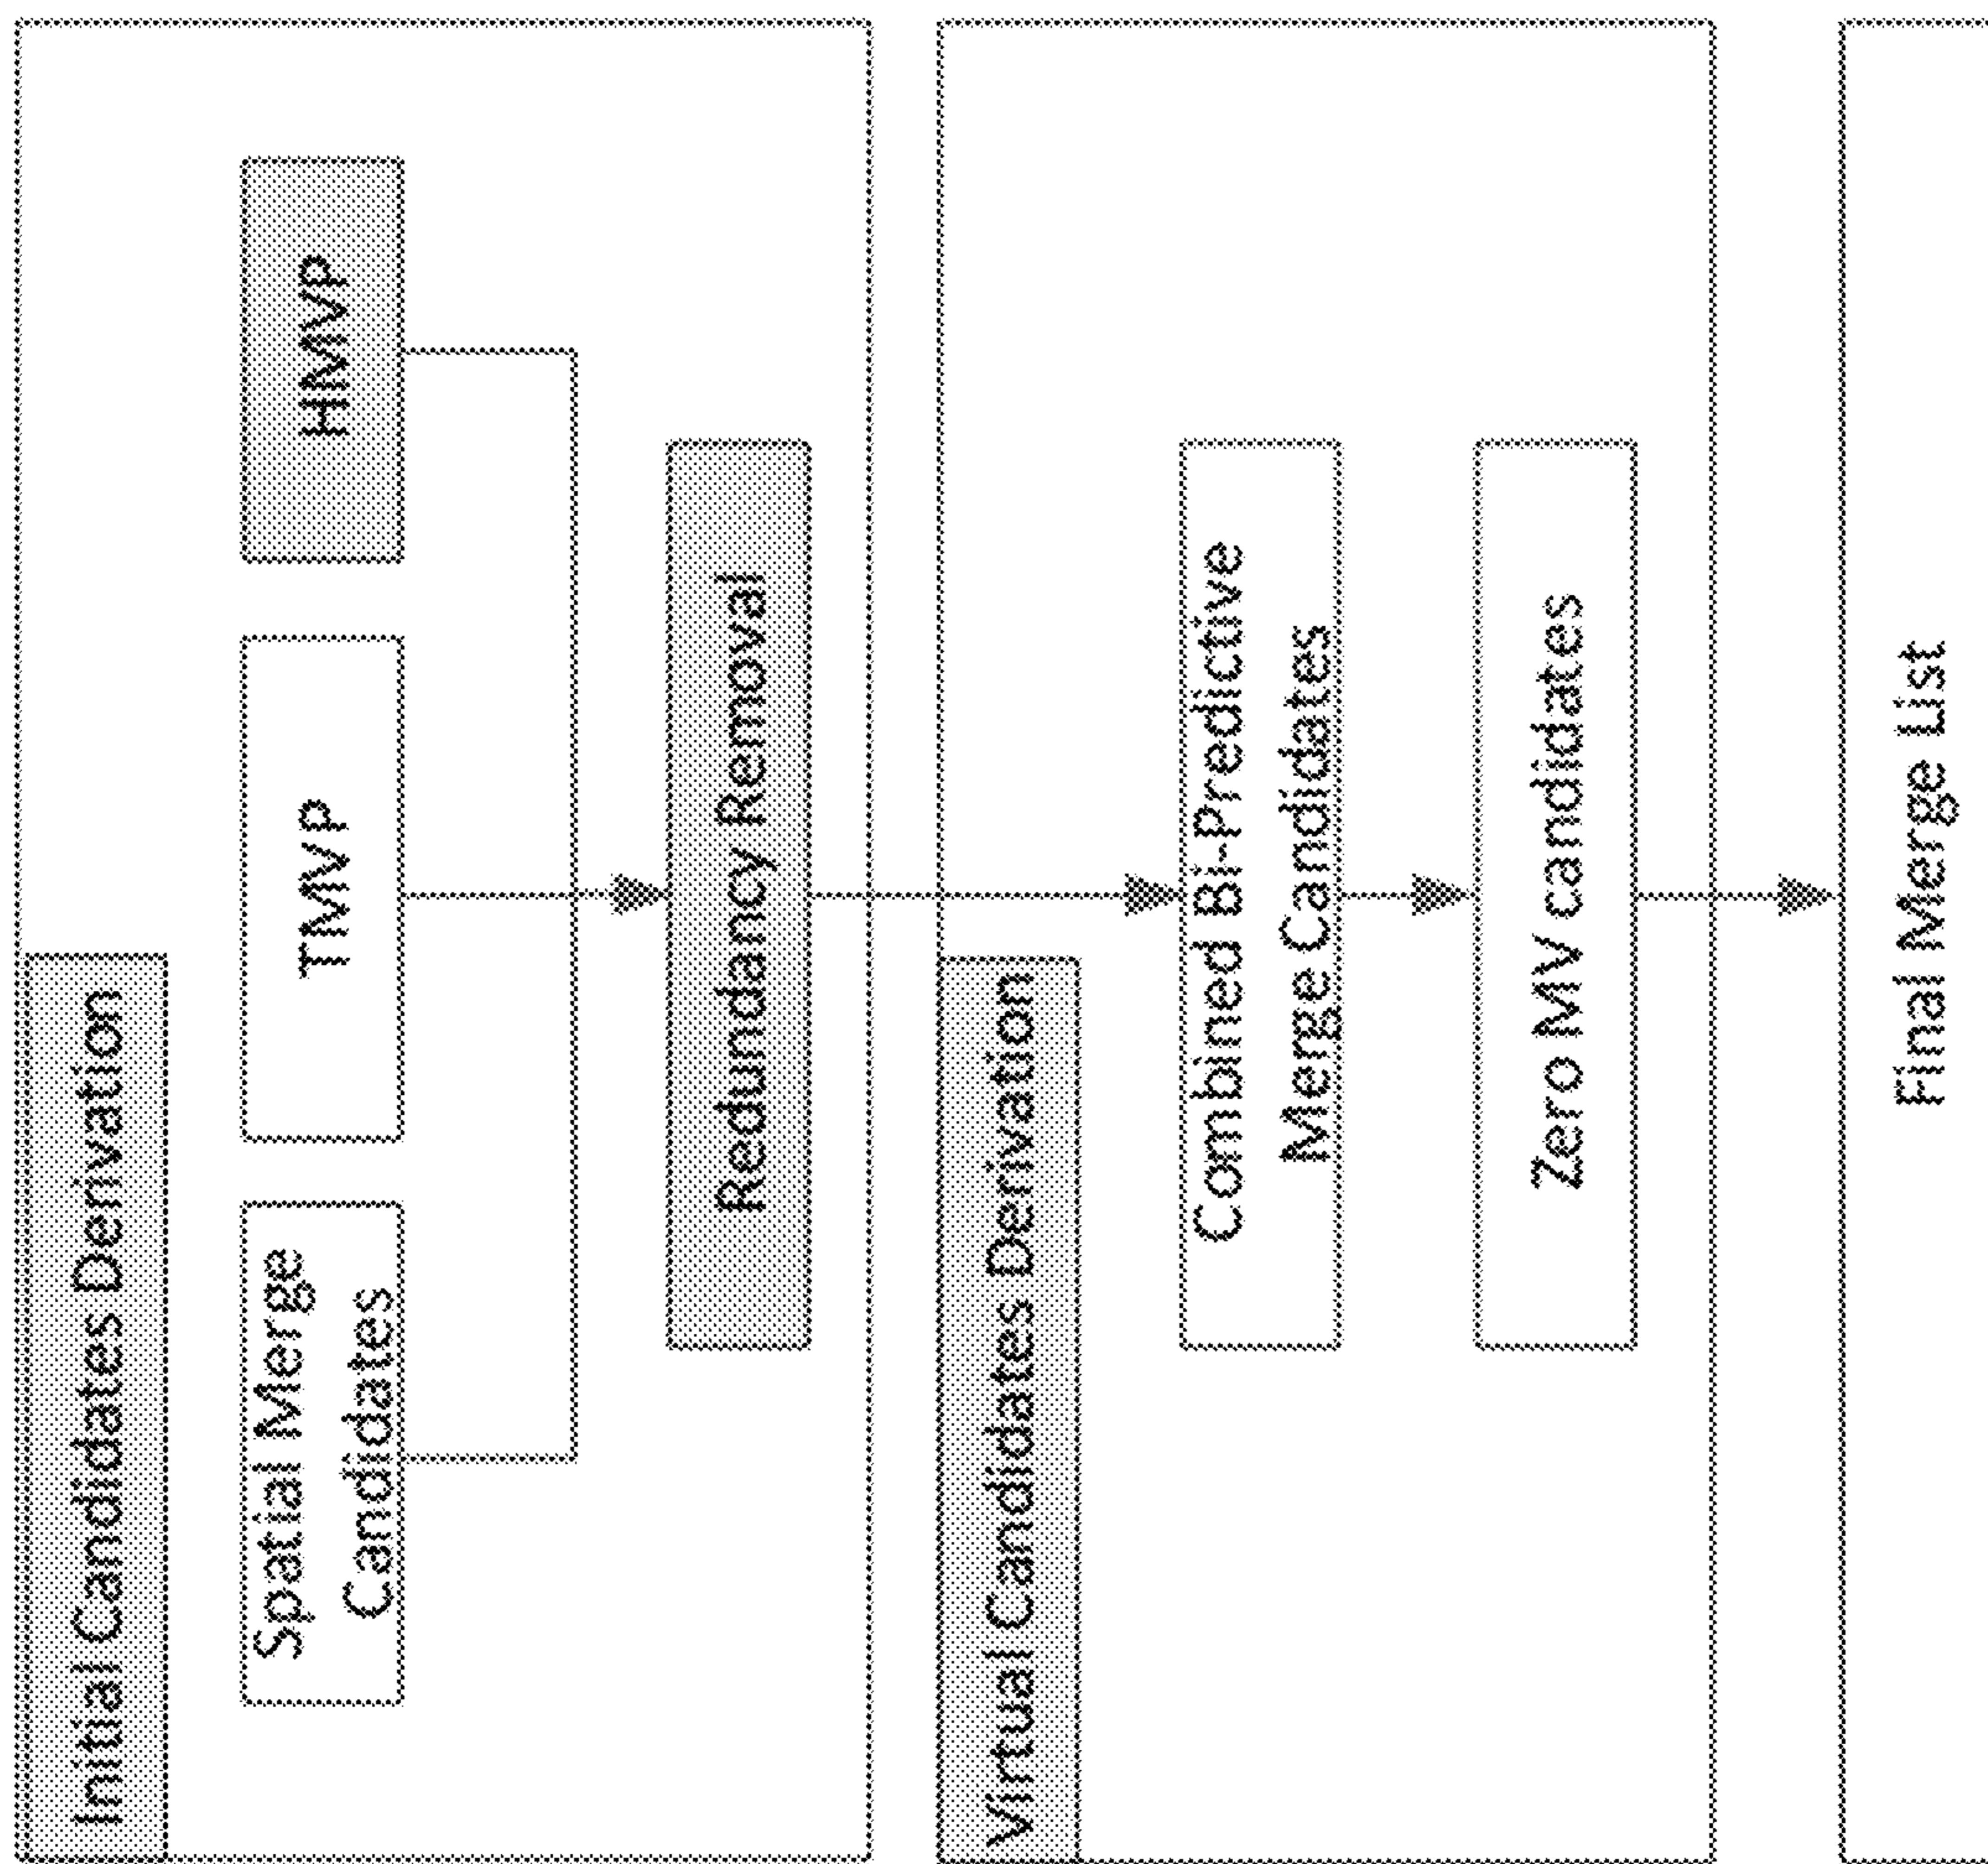 Initial Candidates Derivation
Spatial Merge
Candidates
TMVP
HMVP
Redundancy Removal
Virtual Candidates Derivation
Combined Bi-Predictive
Merge Candidates
Zero MV candidates
Final Merge List